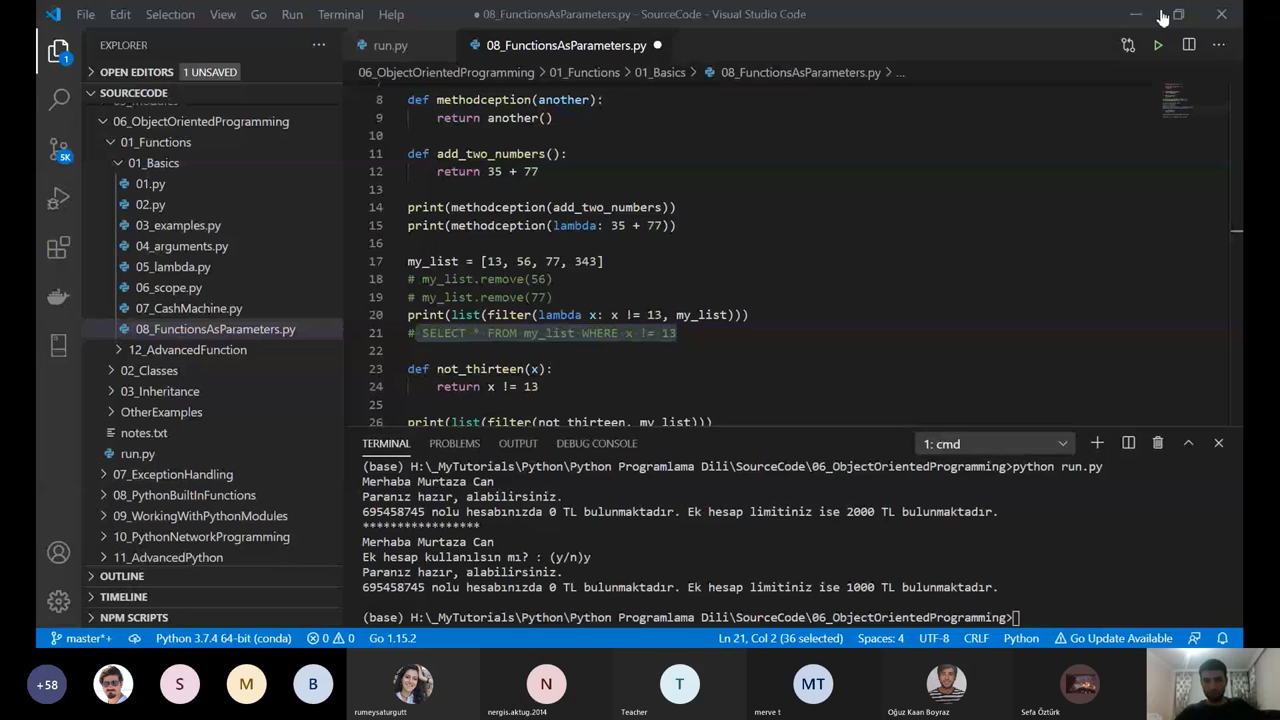 File Edit Selection View Go Run Terminal Help
● 08_FunctionsAsParameters.py - SourceCode - Visual Studio Code
EXPLORER
OPEN EDITORS 1 UNSAVED
SOURCECODE
06_ObjectOrientedProgramming
01_Functions
01_Basics
01.py
02.py
03_examples.py
04_arguments.py
05_lambda.py
06_scope.py
07_CashMachine.py
08_FunctionsAsParameters.py
12_AdvancedFunction
02_Classes
03_Inheritance
OtherExamples
notes.txt
run.py
07_ExceptionHandling
08_PythonBuiltInFunctions
09_WorkingWithPythonModules
10_PythonNetworkProgramming
11_AdvancedPython
OUTLINE
TIMELINE
NPM SCRIPTS
1
5K
run.py
08_FunctionsAsParameters.py
06_ObjectOrientedProgramming > 01_Functions > 01_Basics > 08_FunctionsAsParameters.py > ...
8 def methodception(another):
9 return another()
10
11 def add_two_numbers():
12 return 35 + 77
13
14 print(methodception(add_two_numbers))
15 print(methodception(lambda: 35 + 77))
16
17 my_list = [13, 56, 77, 343]
18 # my_list.remove(56)
19 # my_list.remove(77)
20 print(list(filter(lambda x: x != 13, my_list)))
21 # SELECT * FROM my_list WHERE x != 13
22
23 def not_thirteen(x):
24 return x != 13
25
26 print(list(filter(not_thirteen, my_list)))
TERMINAL PROBLEMS OUTPUT DEBUG CONSOLE
1: cmd
(base) H:\_MyTutorials\Python\Python Programlama Dili\SourceCode\06_ObjectOrientedProgramming>python run.py
Merhaba Murtaza Can
Paranız hazır, alabilirsiniz.
695458745 nolu hesabınızda 0 TL bulunmaktadır. Ek hesap limitiniz ise 2000 TL bulunmaktadır.
*****************
Merhaba Murtaza Can
Ek hesap kullanılsın mı? : (y/n)y
Paranız hazır, alabilirsiniz.
695458745 nolu hesabınızda 0 TL bulunmaktadır. Ek hesap limitiniz ise 1000 TL bulunmaktadır.
(base) H:\_MyTutorials\Python\Python Programlama Dili\SourceCode\06_ObjectOrientedProgramming>
master*+ Python 3.7.4 64-bit (conda) 0 0 Go 1.15.2
Ln 21, Col 2 (36 selected) Spaces: 4 UTF-8 CRLF Python Go Update Available
+58 S M B N T MT
rumeysaturgutt nergis.aktug.2014 Teacher merve t Oğuz Kaan Boyraz Sefa Öztürk